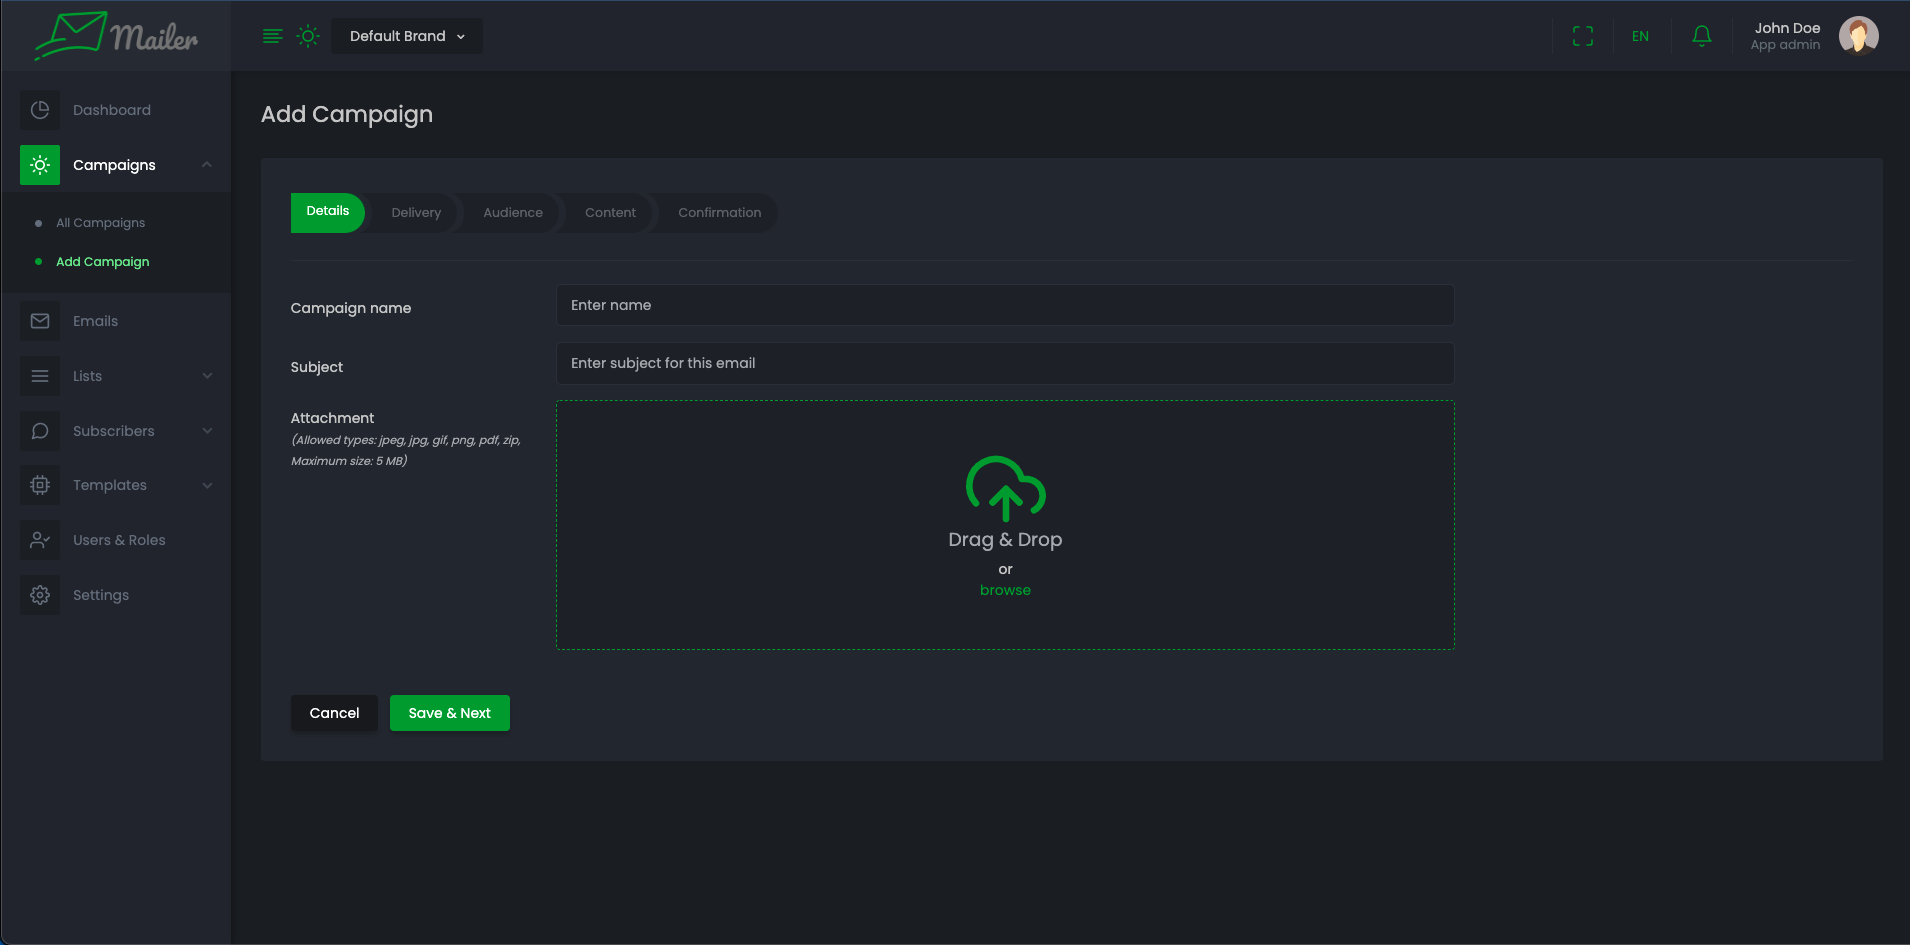 Mailer
Default Brand
EN
John Doe
App admin
Dashboard
Campaigns
All Campaigns
Add Campaign
Emails
Lists
Subscribers
Templates
Users & Roles
Settings
Add Campaign
Details
Delivery
Audience
Content
Confirmation
Campaign name
Enter name
Subject
Enter subject for this email
Attachment
(Allowed types: jpeg, jpg, gif, png, pdf, zip,
Maximum size: 5 MB)
Drag & Drop
or
browse
Cancel
Save & Next